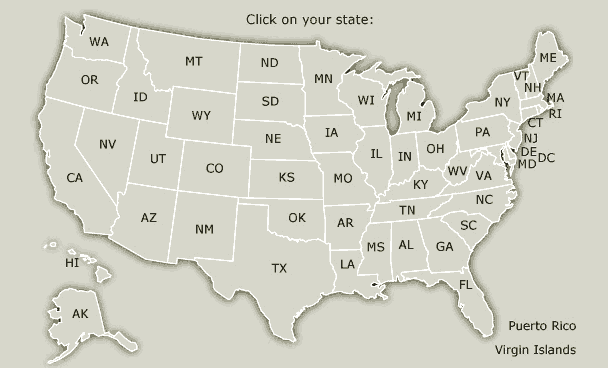 Click on your state:
WA
MT
ND
MN
ME
OR
ID
SD
WI
MI
VT
NH
NY
MA
RI
CT
WY
NE
IA
PA
NJ
NV
UT
CO
IL
IN
OH
DE
DC
MD
CA
KS
MO
KY
WV
VA
AZ
NM
OK
AR
TN
NC
SC
MS
AL
GA
TX
LA
FL
HI
AK
Puerto Rico
Virgin Islands